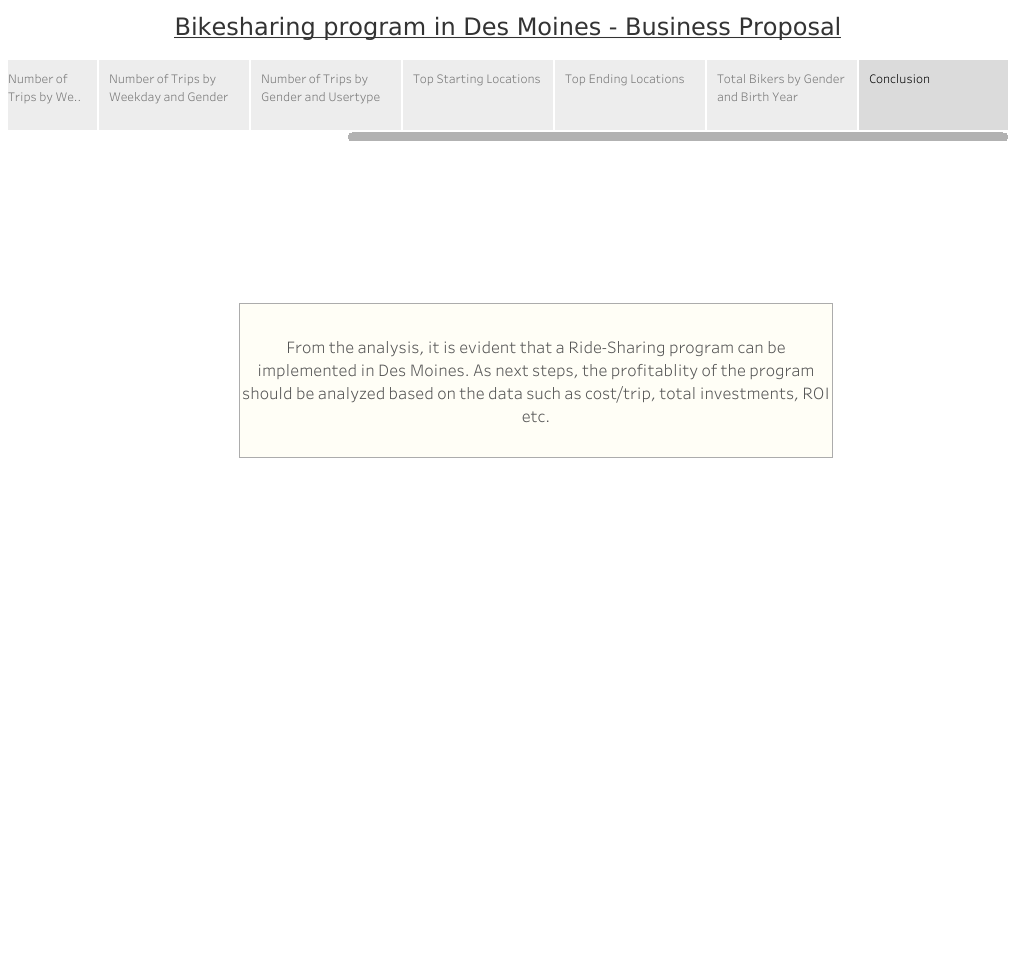 Bikesharing program in Des Moines - Business Proposal
Number of
Trips by We..
Number of Trips by
Weekday and Gender
Number of Trips by
Gender and Usertype
Top Starting Locations
Top Ending Locations
Total Bikers by Gender
and Birth Year
Conclusion
From the analysis, it is evident that a Ride-Sharing program can be
implemented in Des Moines. As next steps, the profitablity of the program
should be analyzed based on the data such as cost/trip, total investments, ROI
etc.